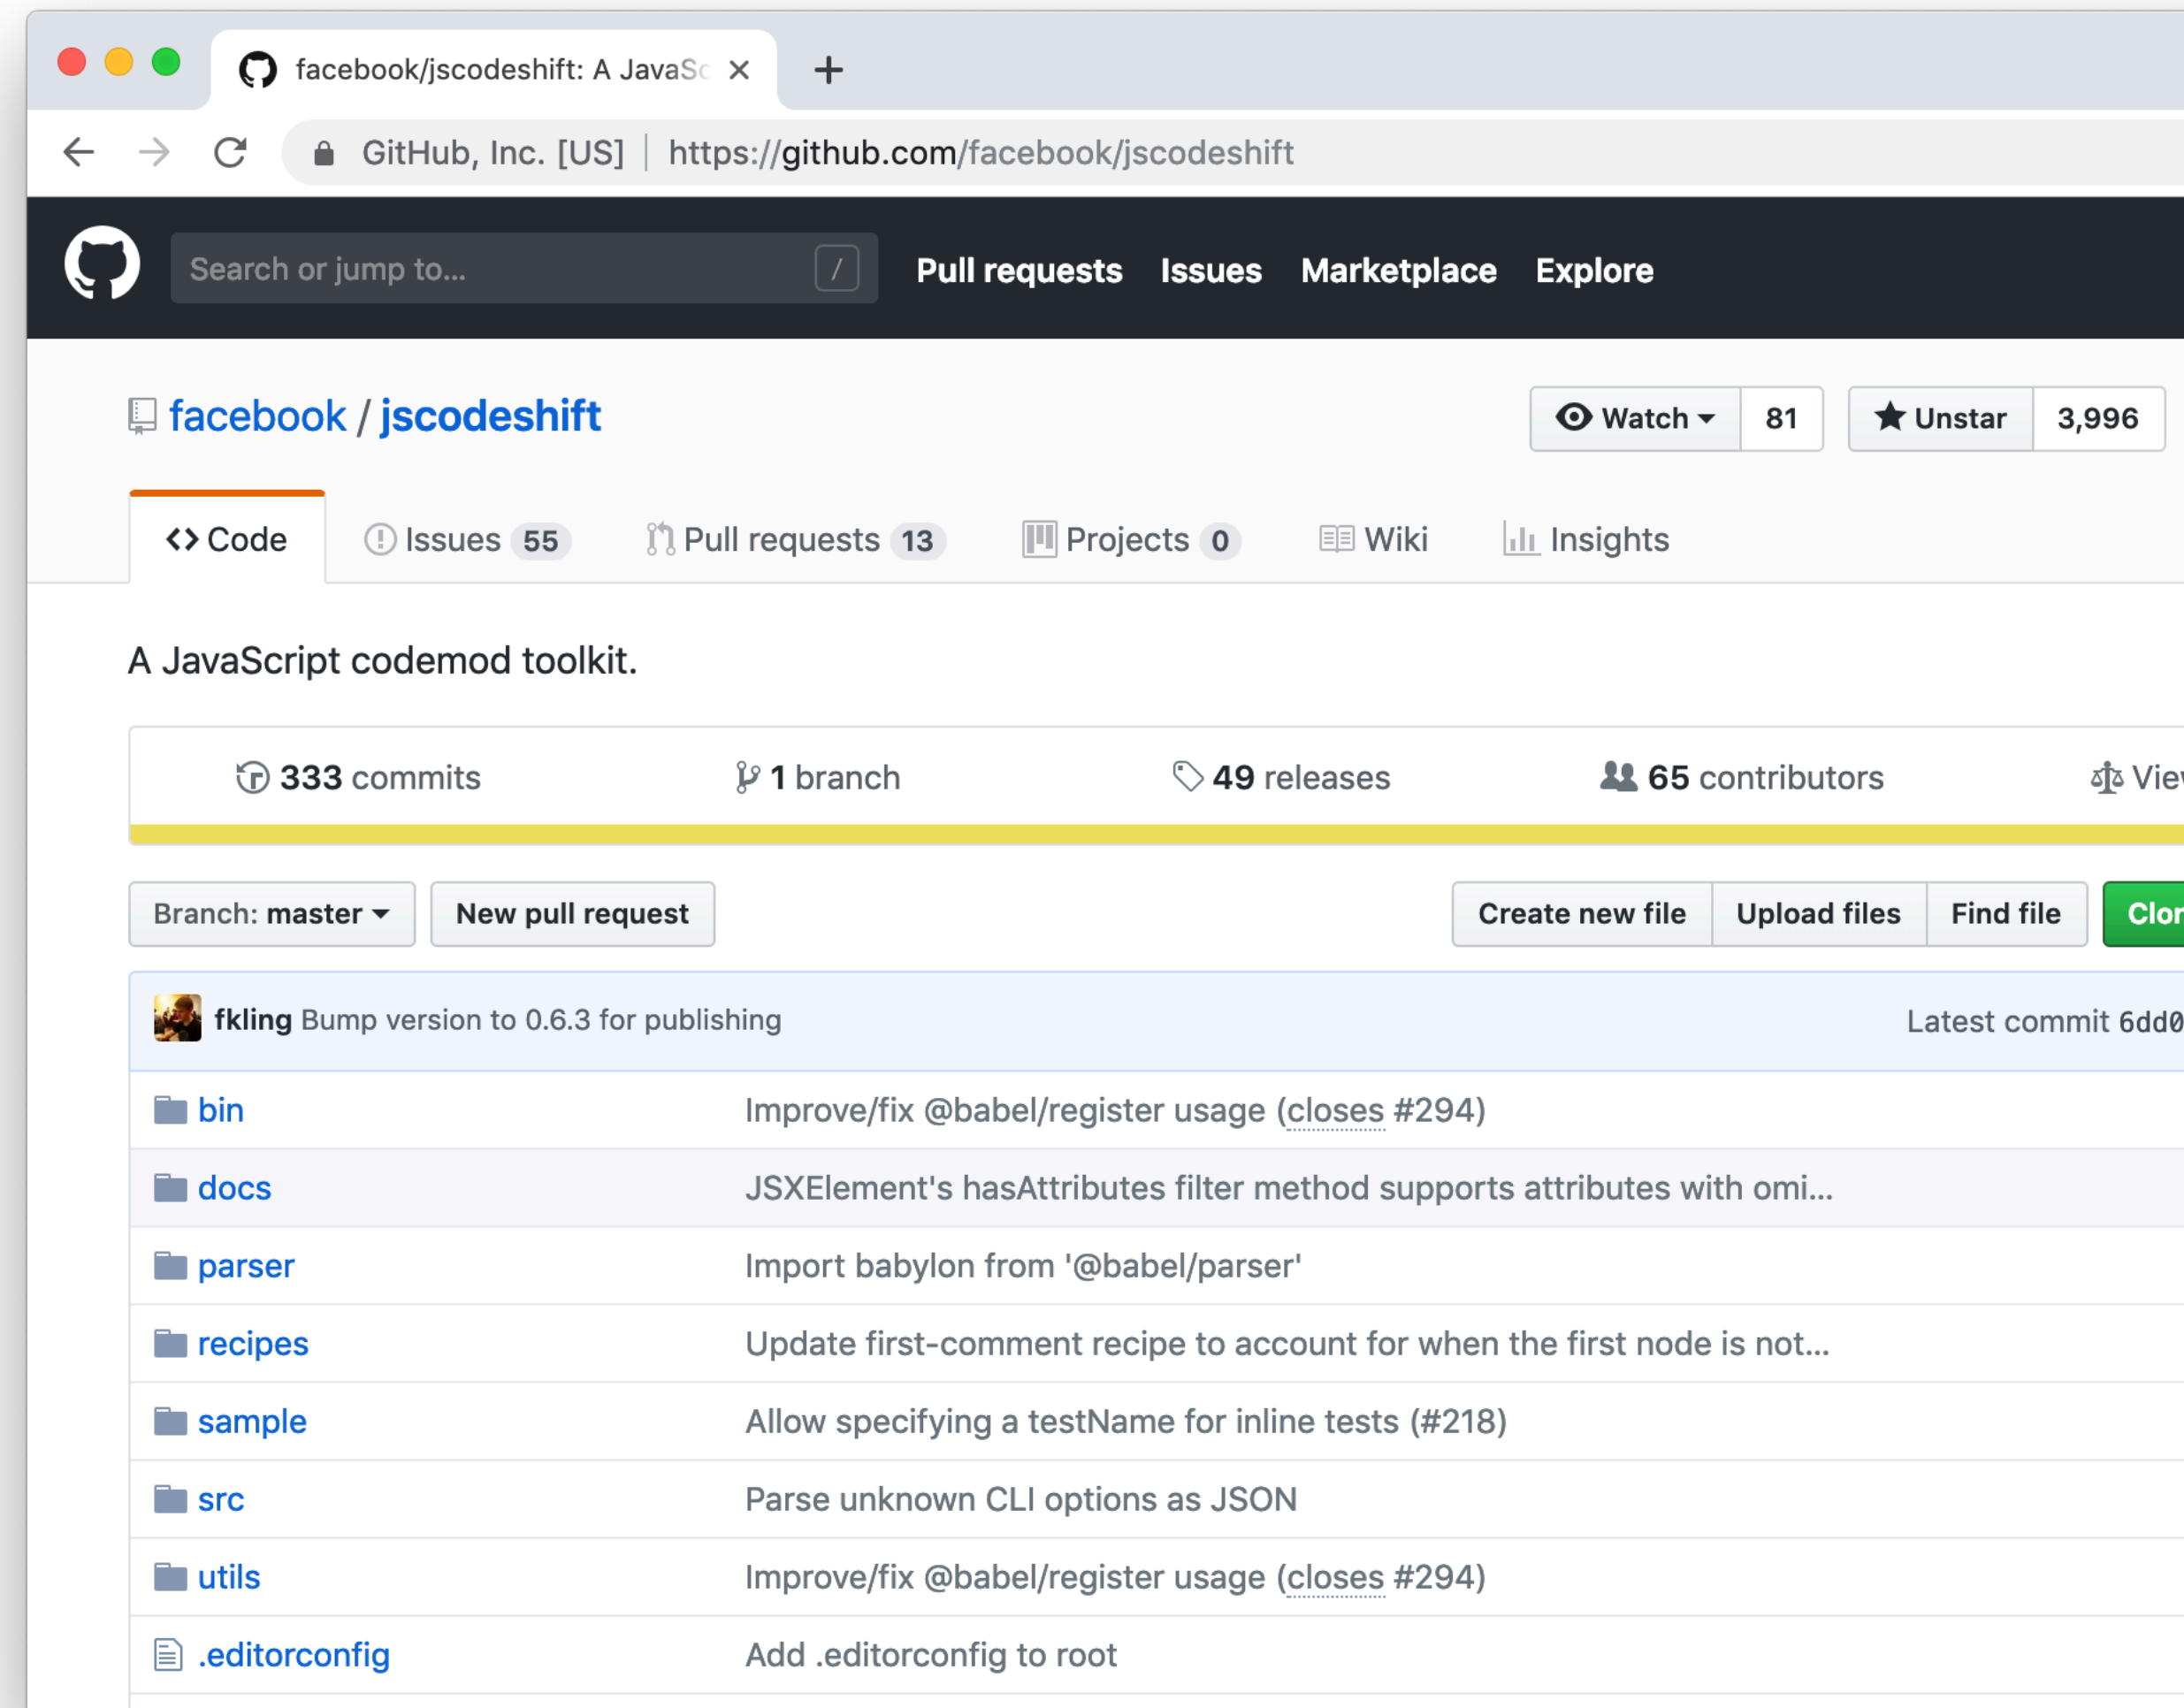 facebook/jscodeshift: A JavaSc
GitHub, Inc. [US] | https://github.com/facebook/jscodeshift
Search or jump to... / Pull requests Issues Marketplace Explore
facebook / jscodeshift Watch 81 Unstar 3,996
Code Issues 55 Pull requests 13 Projects 0 Wiki Insights
A JavaScript codemod toolkit.
333 commits 1 branch 49 releases 65 contributors
Branch: master New pull request Create new file Upload files Find file
fkling Bump version to 0.6.3 for publishing Latest commit 6dd0
bin Improve/fix @babel/register usage (closes #294)
docs JSXElement's hasAttributes filter method supports attributes with omi...
parser Import babylon from '@babel/parser'
recipes Update first-comment recipe to account for when the first node is not...
sample Allow specifying a testName for inline tests (#218)
src Parse unknown CLI options as JSON
utils Improve/fix @babel/register usage (closes #294)
.editorconfig Add .editorconfig to root